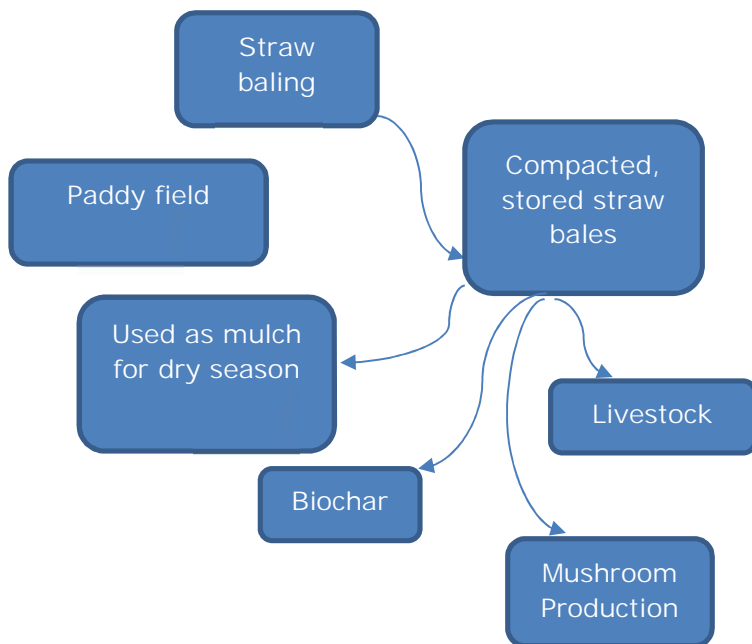 Straw
baling
Compacted,
stored straw
bales
Paddy field
Used as mulch
for dry season
Livestock
Biochar
Mushroom
Production